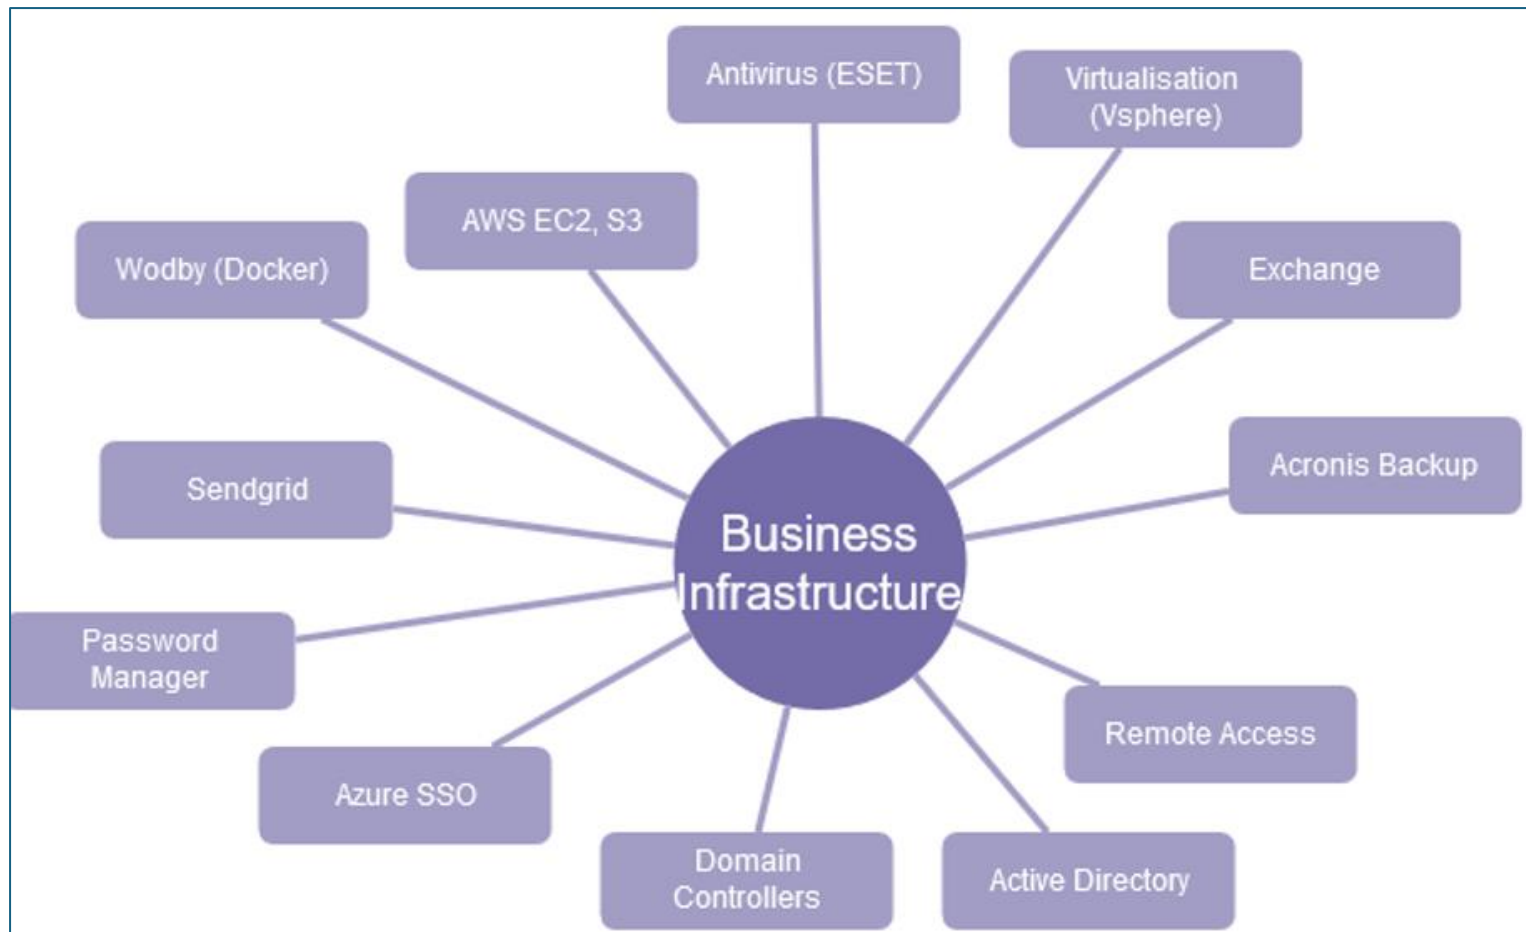 Antivirus (ESET)
Virtualisation
(Vsphere)
AWS EC2, S3
Wodby (Docker)
Exchange
Acronis Backup
Sendgrid
Business
Infrastructure
Password
Manager
Remote Access
Azure SSO
Domain
Controllers
Active Directory